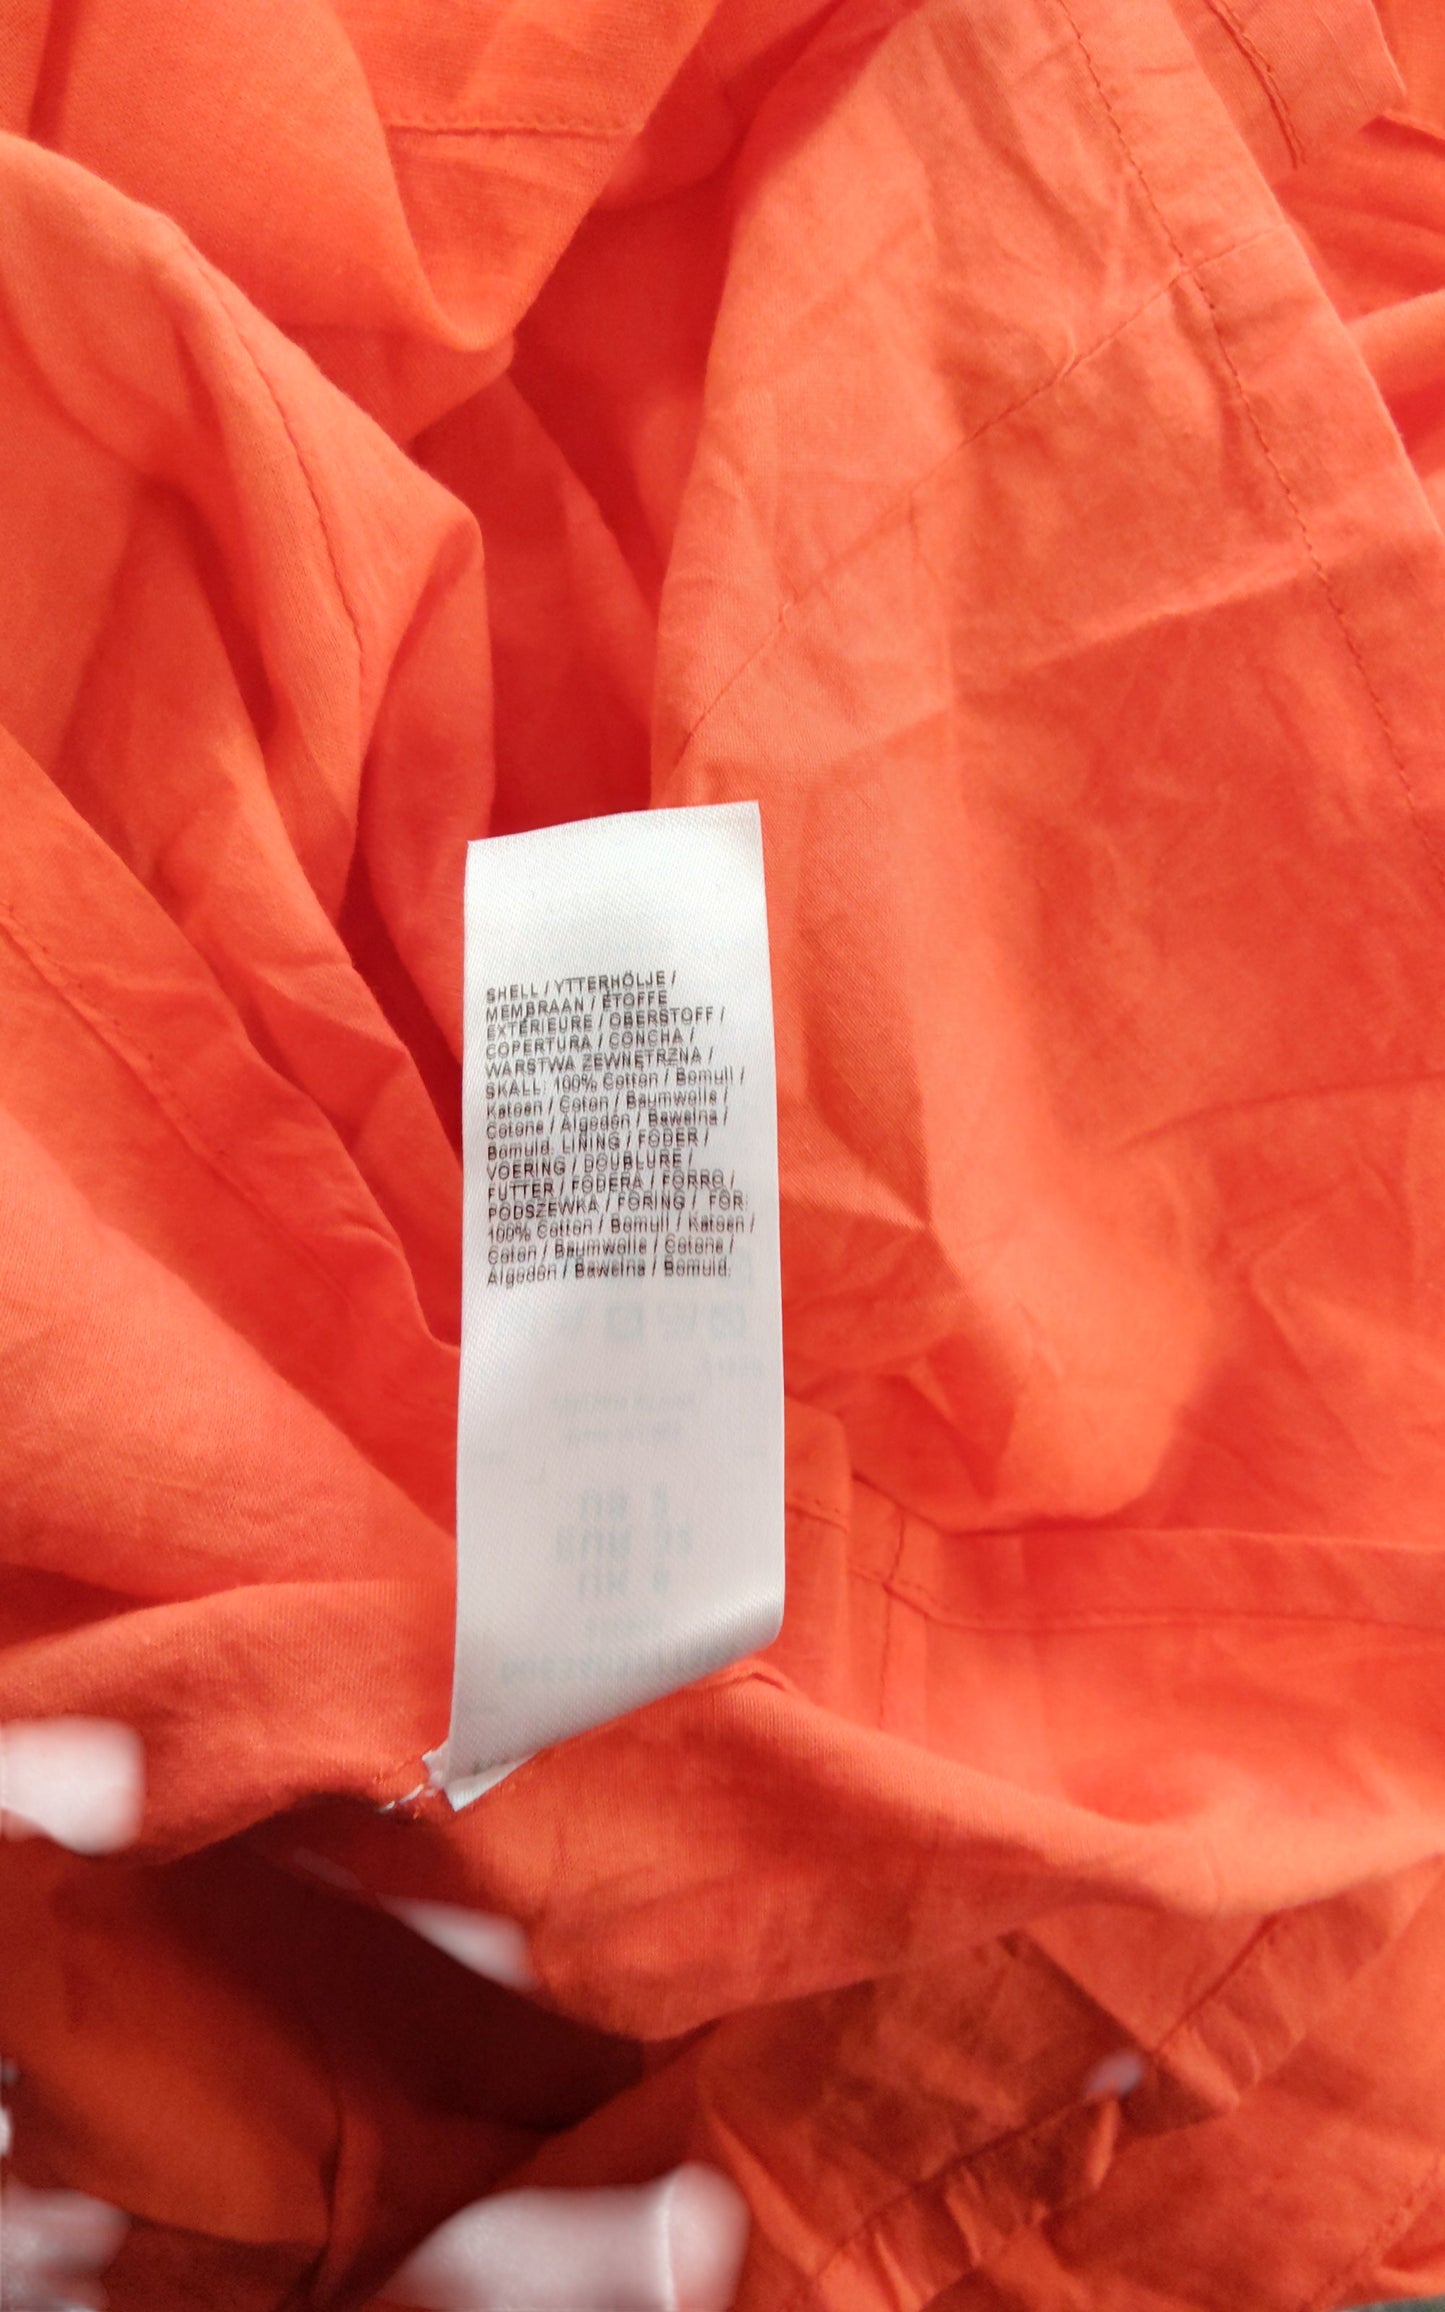 SHELL / YTTERHÖLJE /
MEMBRAAN / ÉTOFFE
EXTÉRIEURE / OBERSTOFF /
COPERTURA / CONCHA /
WARSTWA ZEWNĘTRZNA /
SKALL: 100% Cotton / Bomull /
Katoen / Coton / Baumwolle /
Cotone / Algodón / Bawełna /
Bomuld. LINING / FODER /
VOERING / DOUBLURE /
FUTTER / FODERA / FORRO /
PODSZEWKA / FÔRING / FOR:
100% Cotton / Bomull / Katoen /
Coton / Baumwolle / Cotone /
Algodón / Bawełna / Bomuld.